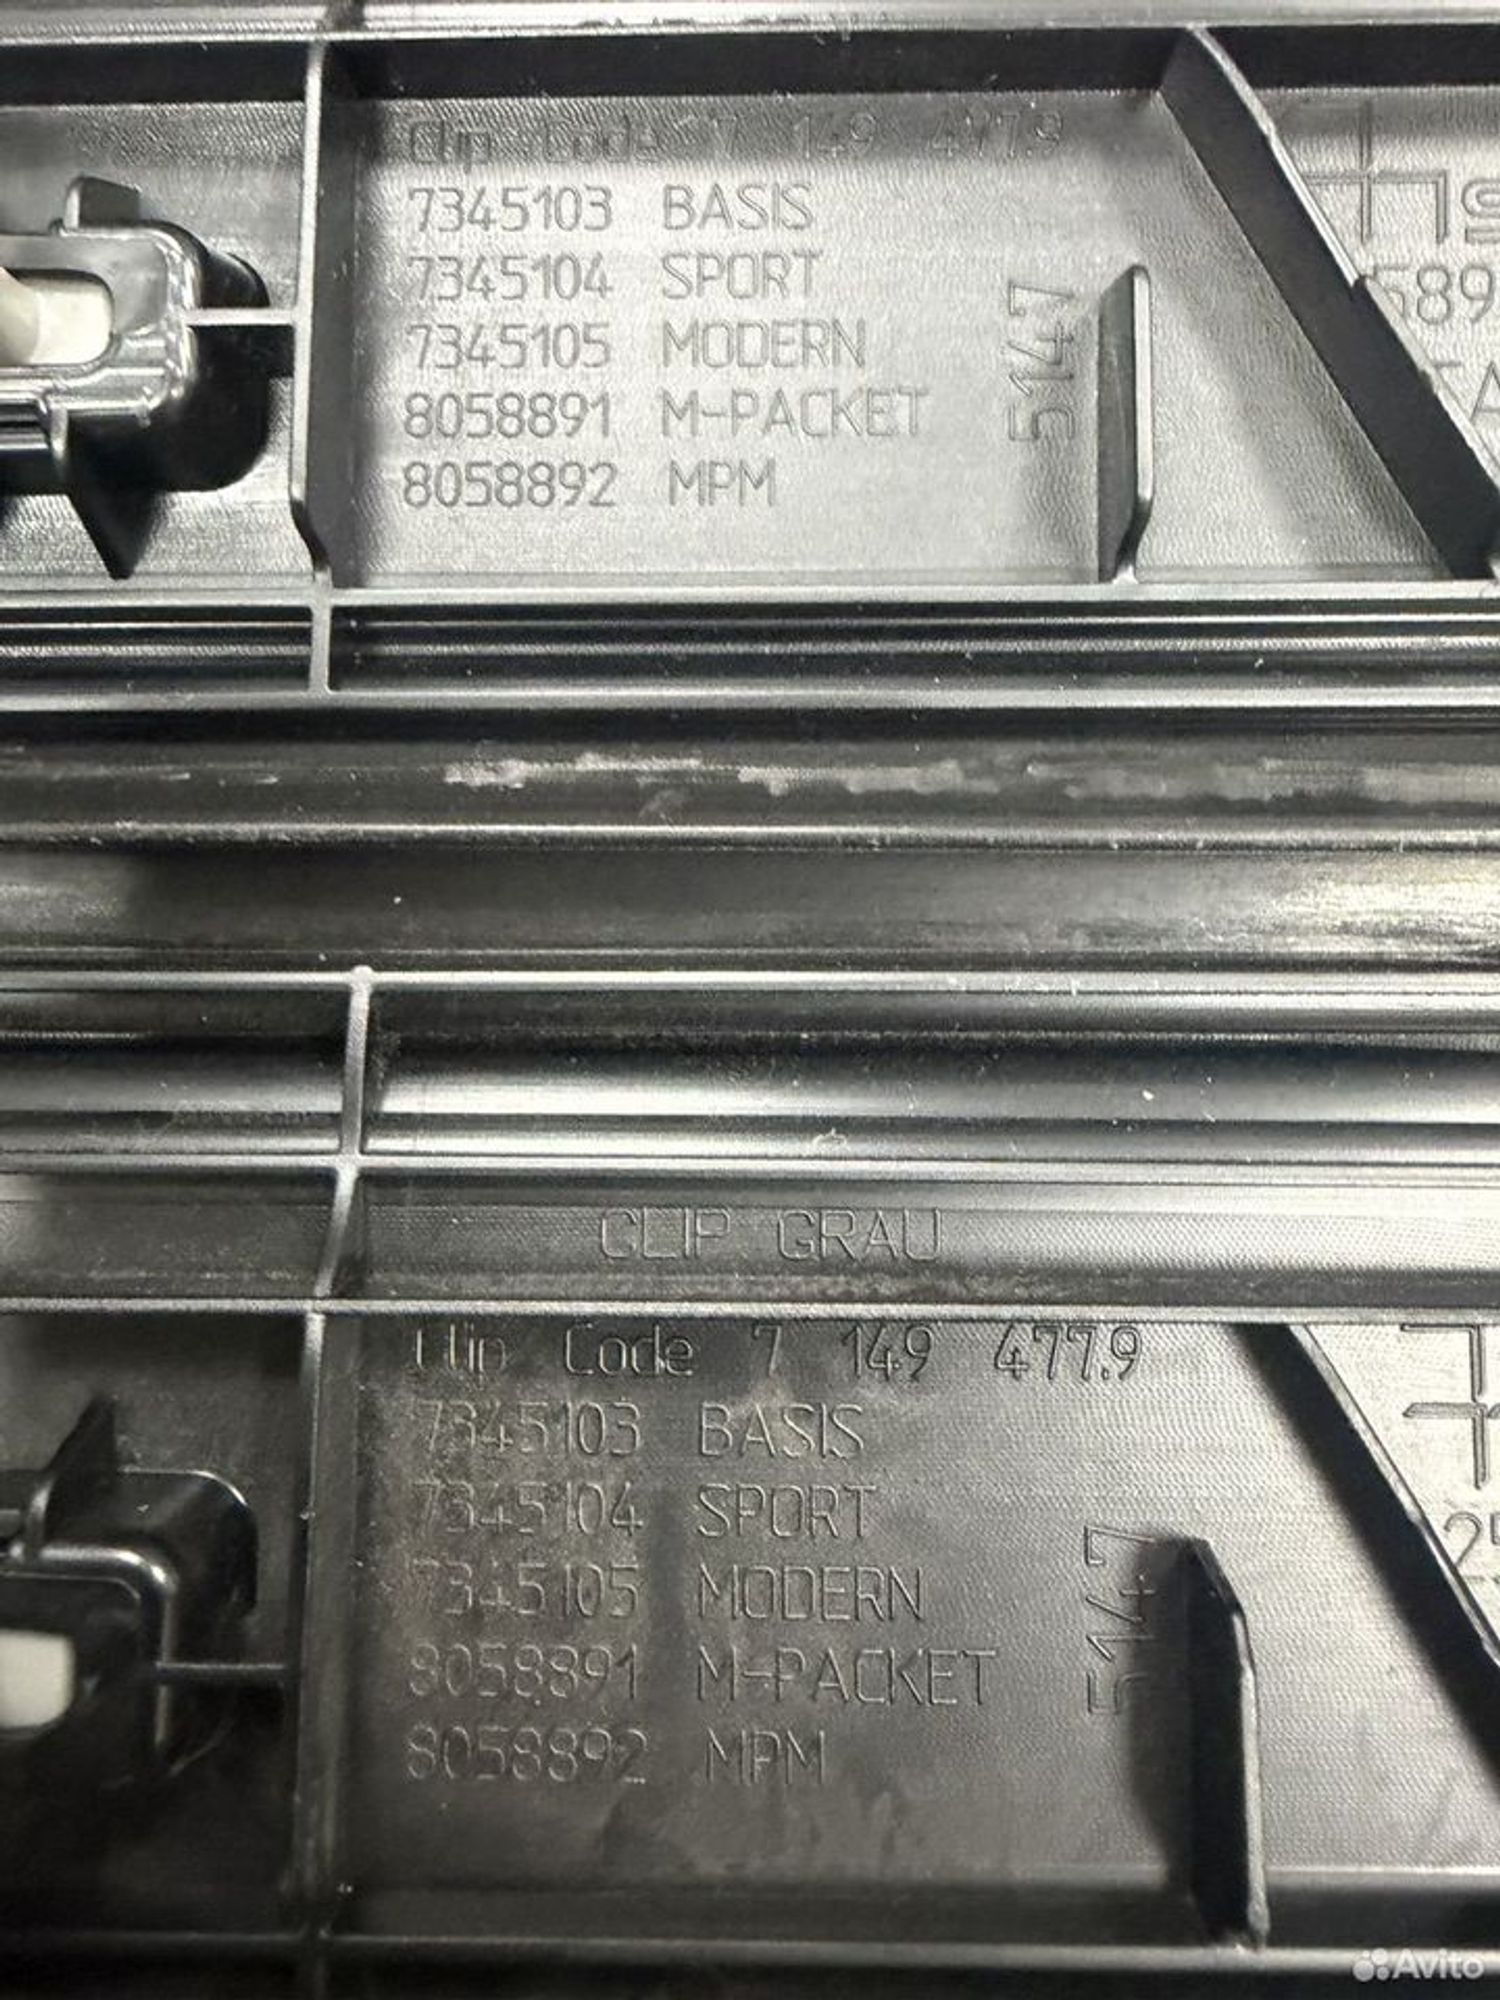 Clip Code 7 149 477.9
7345103 BASIS
7345104 SPORT
7345105 MODERN
8058891 M-PACKET
8058892 MPM
5147
CLIP GRAU
Clip Code 7 149 477.9
7345103 BASIS
7345104 SPORT
7345105 MODERN
8058891 M-PACKET
8058892 MPM
5147
Avito